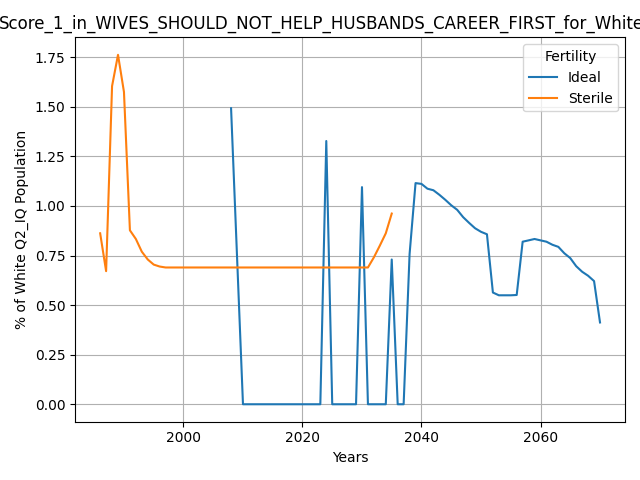 Score_1_in_WIVES_SHOULD_NOT_HELP_HUSBANDS_CAREER_FIRST_for_White
1.75
1.50
1.25
1.00
0.75
0.50
0.25
0.00
% of White Q2_IQ Population
Fertility
Ideal
Sterile
2000
2020
2040
2060
Years